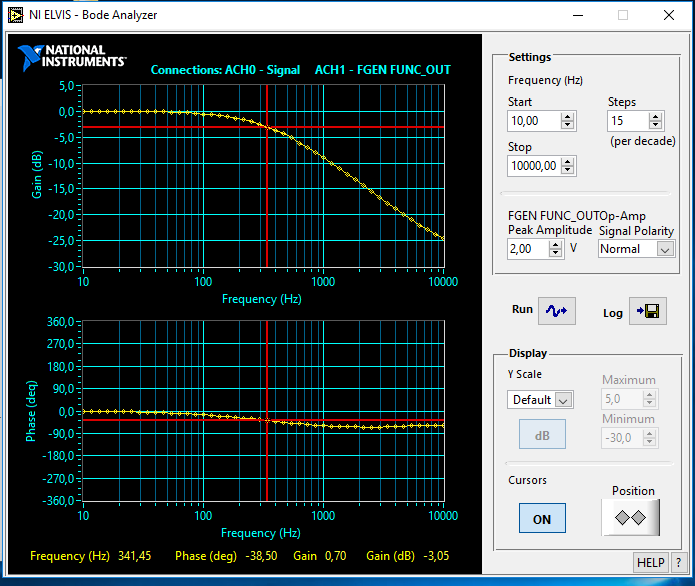 NI ELVIS - Bode Analyzer
NATIONAL
INSTRUMENTS™
Connections: ACH0 - Signal ACH1 - FGEN FUNC_OUT
Gain (dB)
5,0
0,0
-5,0
-10,0
-15,0
-20,0
-25,0
-30,0
10 100 1000 10000
Frequency (Hz)
Phase (deg)
360,0
270,0
180,0
90,0
0,0
-90,0
-180,0
-270,0
-360,0
10 100 1000 10000
Frequency (Hz)
Frequency (Hz) 341,45 Phase (deg) -38,50 Gain 0,70 Gain (dB) -3,05
Settings
Frequency (Hz)
Start Steps
10,00 15
Stop (per decade)
10000,00
FGEN FUNC_OUT Op-Amp
Peak Amplitude Signal Polarity
2,00 V Normal
Run Log
Display
Y Scale Maximum
Default 5,0
Minimum
dB -30,0
Cursors Position
ON
HELP ?